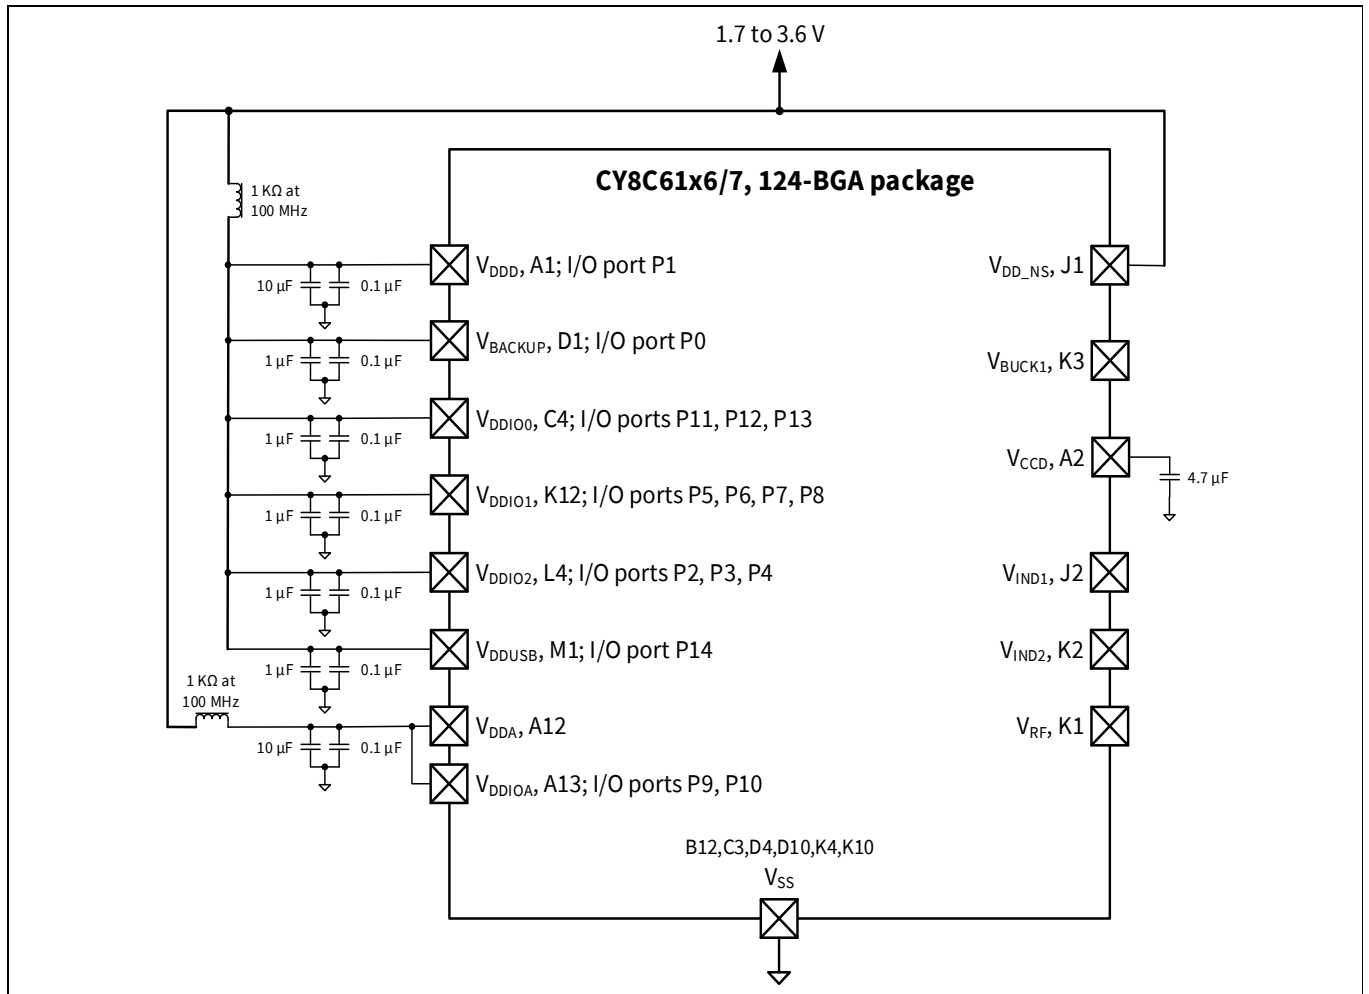 1.7 to 3.6 V
CY8C61x6/7, 124-BGA package
1 KΩ at
100 MHz
VDDD, A1; I/O port P1
10 µF
0.1 µF
VBACKUP, D1; I/O port P0
1 µF
0.1 µF
VDDIO0, C4; I/O ports P11, P12, P13
1 µF
0.1 µF
VDDIO1, K12; I/O ports P5, P6, P7, P8
1 µF
0.1 µF
VDDIO2, L4; I/O ports P2, P3, P4
1 µF
0.1 µF
VDDUSB, M1; I/O port P14
1 µF
0.1 µF
1 KΩ at
100 MHz
VDDA, A12
10 µF
0.1 µF
VDDIOA, A13; I/O ports P9, P10
VDD_NS, J1
VBUCK1, K3
VCCD, A2
4.7 µF
VIND1, J2
VIND2, K2
VRF, K1
B12,C3,D4,D10,K4,K10
VSS